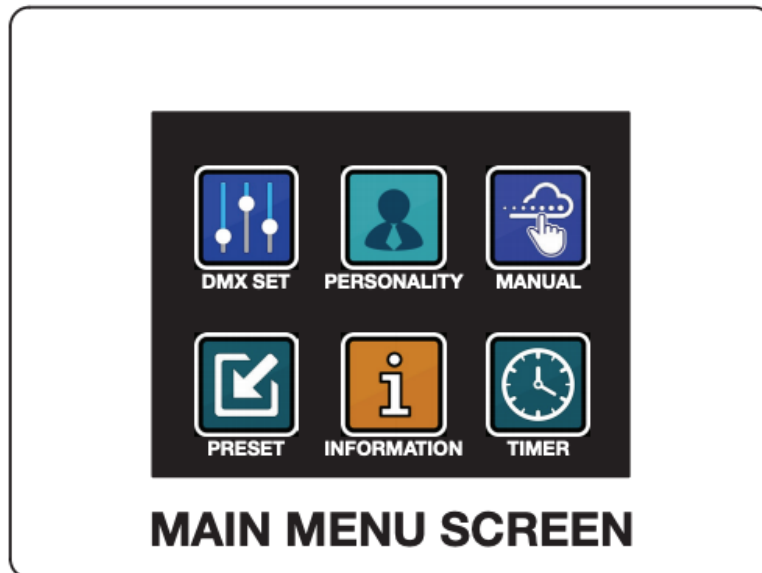 DMX SET PERSONALITY MANUAL
PRESET INFORMATION TIMER
MAIN MENU SCREEN